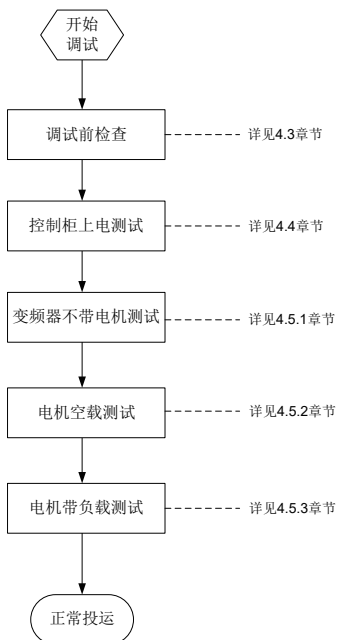 开始
调试
调试前检查
详见4.3章节
控制柜上电测试
详见4.4章节
变频器不带电机测试
详见4.5.1章节
电机空载测试
详见4.5.2章节
电机带负载测试
详见4.5.3章节
正常投运